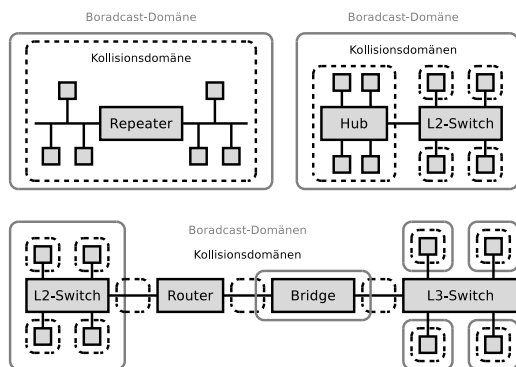 Boradcast-Domäne
Kollisionsdomäne
Repeater
Boradcast-Domäne
Kollisionsdomänen
Hub
L2-Switch
Boradcast-Domänen
Kollisionsdomänen
L2-Switch
Router
Bridge
L3-Switch